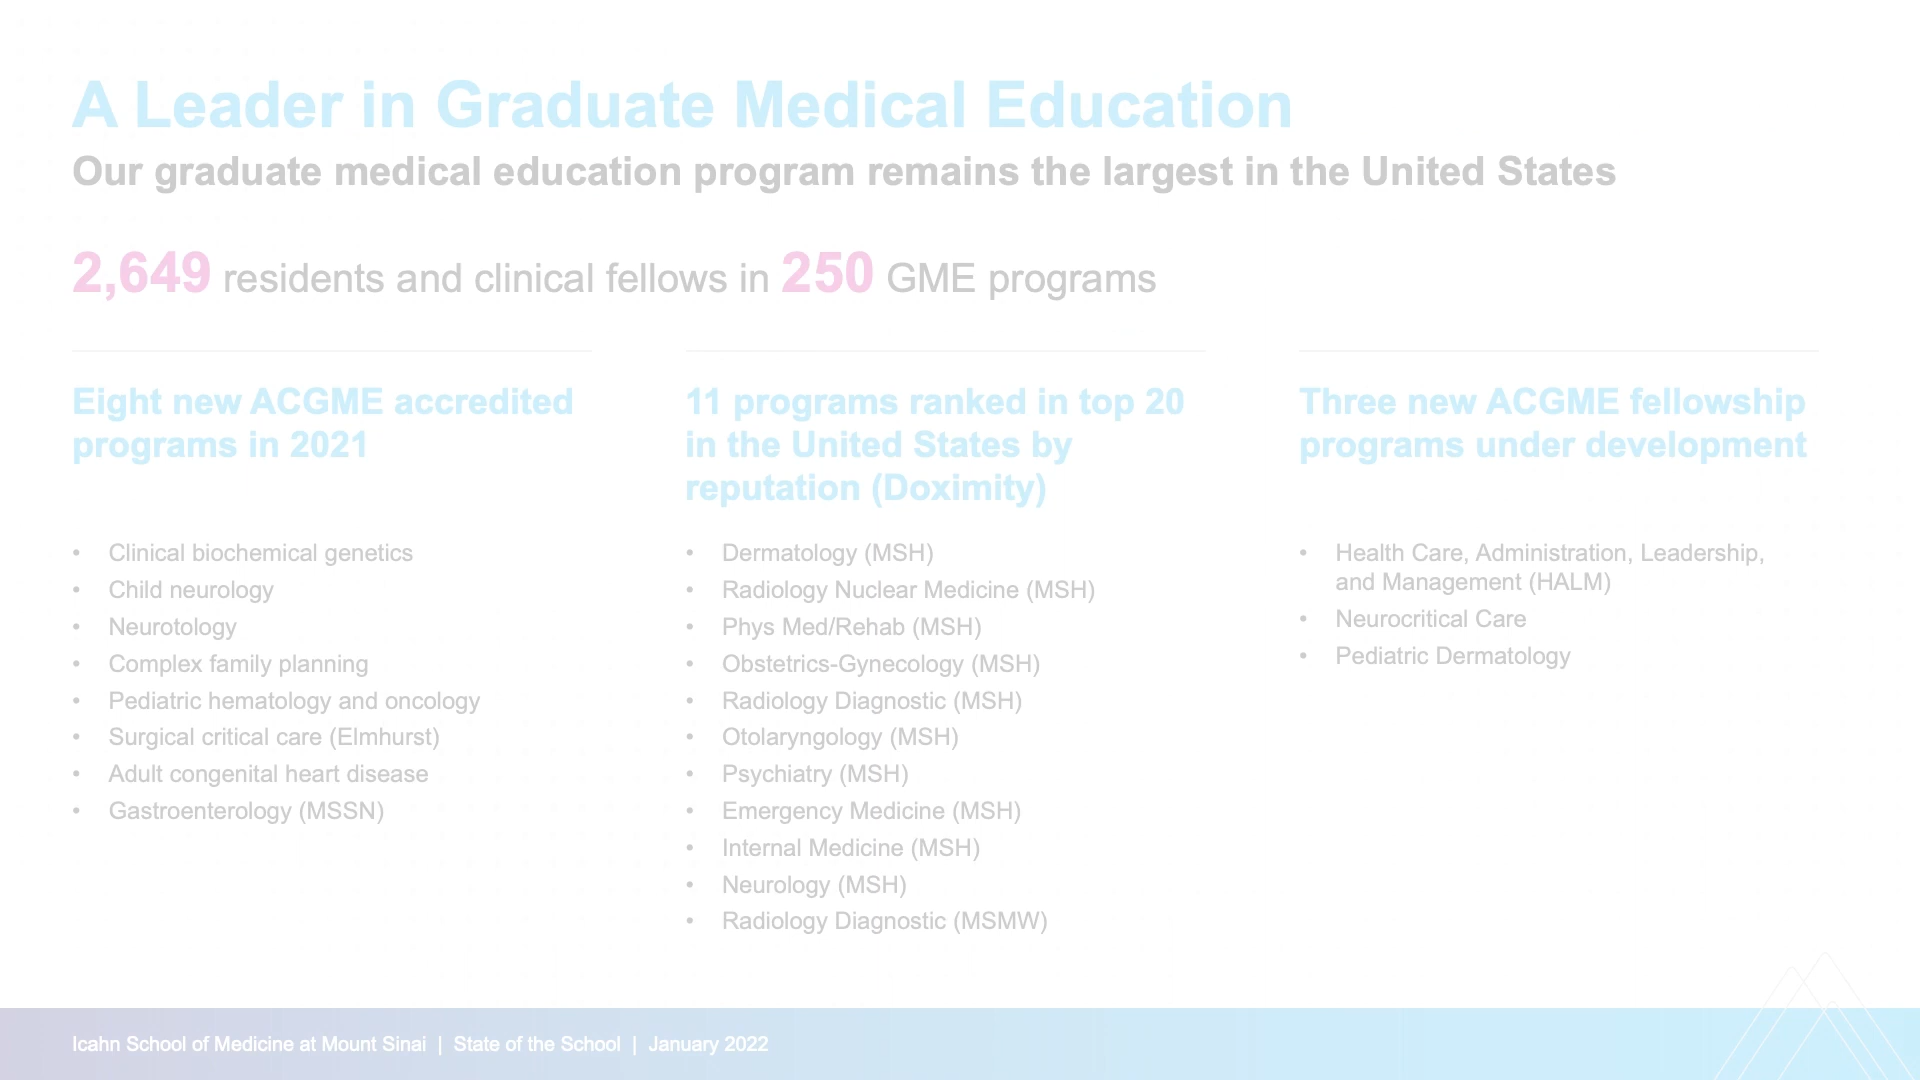 A Leader in Graduate Medical Education
Our graduate medical education program remains the largest in the United States
2,649 residents and clinical fellows in 250 GME programs
Eight new ACGME accredited
programs in 2021
• Clinical biochemical genetics
• Child neurology
• Neurotology
• Complex family planning
• Pediatric hematology and oncology
• Surgical critical care (Elmhurst)
• Adult congenital heart disease
• Gastroenterology (MSSN)
11 programs ranked in top 20
in the United States by
reputation (Doximity)
• Dermatology (MSH)
• Radiology Nuclear Medicine (MSH)
• Phys Med/Rehab (MSH)
• Obstetrics-Gynecology (MSH)
• Radiology Diagnostic (MSH)
• Otolaryngology (MSH)
• Psychiatry (MSH)
• Emergency Medicine (MSH)
• Internal Medicine (MSH)
• Neurology (MSH)
• Radiology Diagnostic (MSMW)
Three new ACGME fellowship
programs under development
• Health Care, Administration, Leadership,
and Management (HALM)
• Neurocritical Care
• Pediatric Dermatology
Icahn School of Medicine at Mount Sinai | State of the School | January 2022